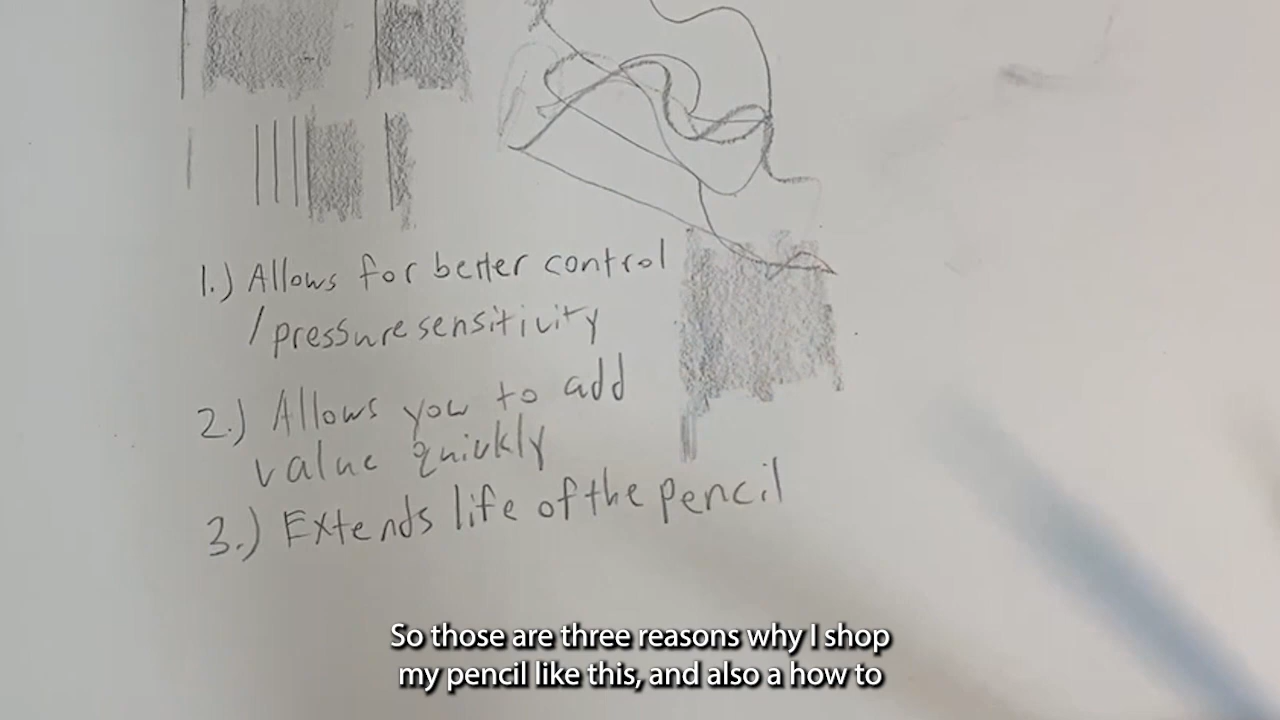 1.) Allows for better control
/pressure sensitivity
2.) Allows you to add
value quickly
3.) Extends life of the pencil
So those are three reasons why I shop
my pencil like this, and also a how to